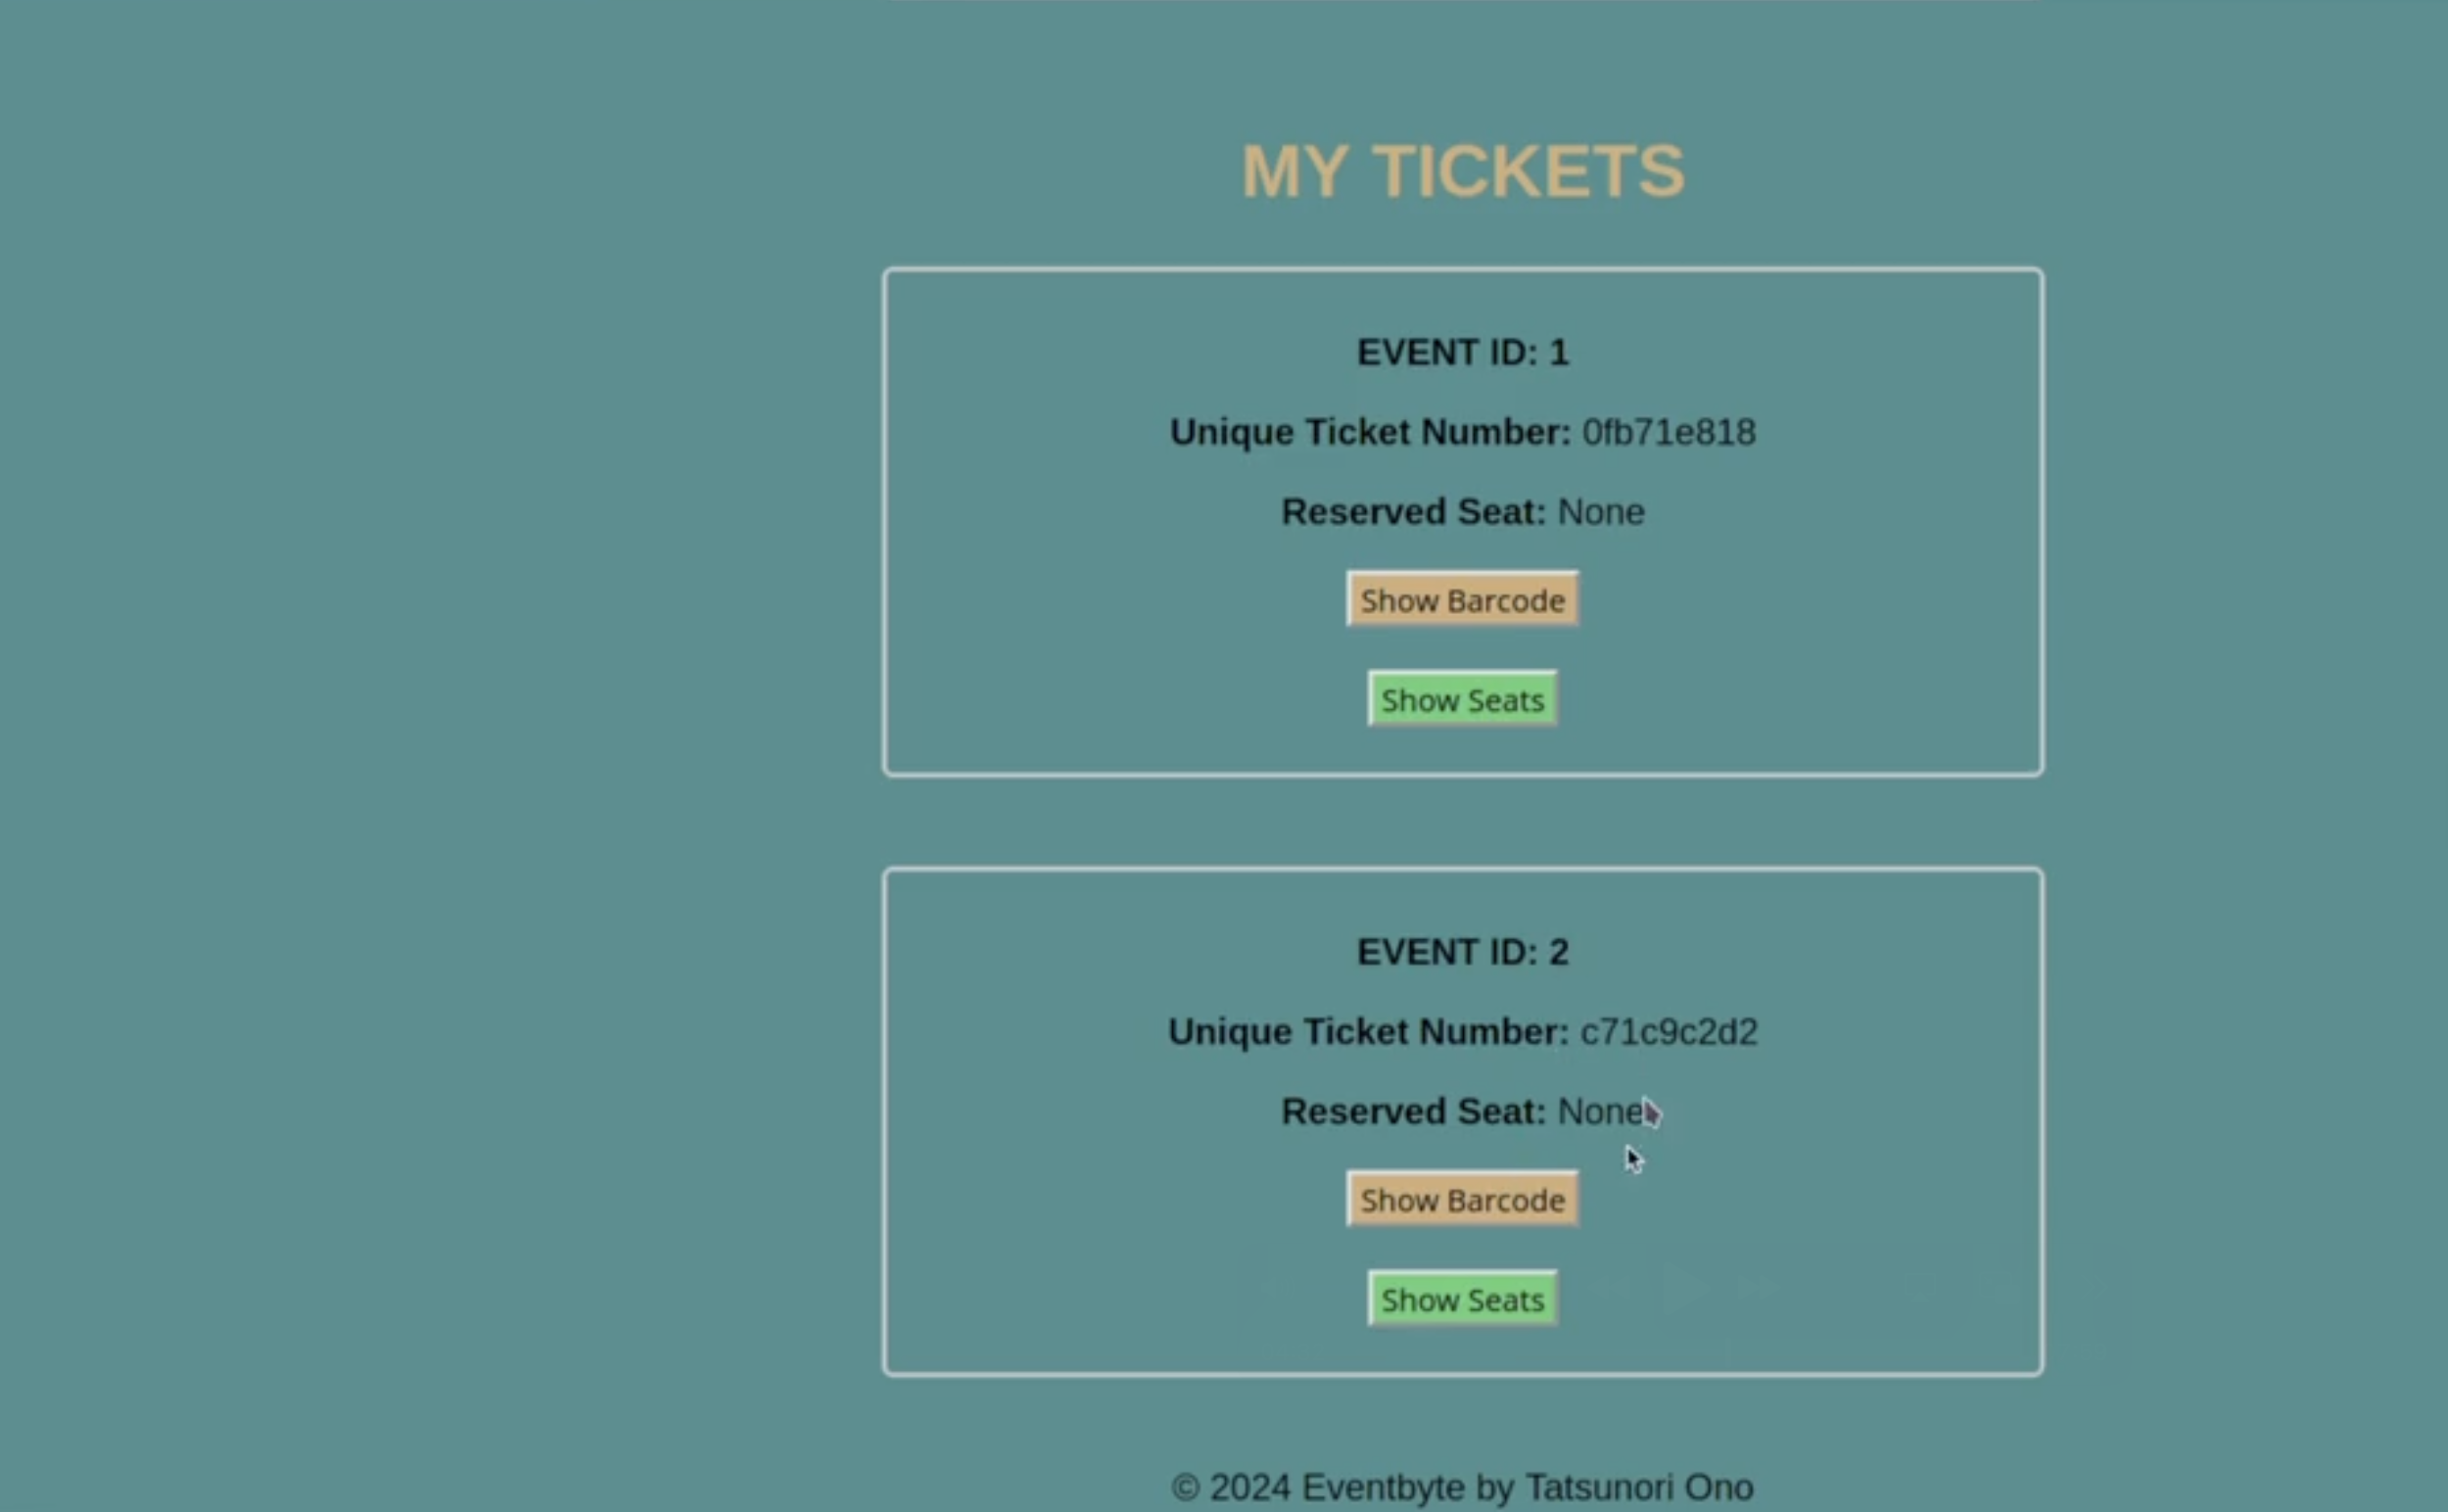 MY TICKETS
EVENT ID: 1
Unique Ticket Number: 0fb71e818
Reserved Seat: None
Show Barcode
Show Seats
EVENT ID: 2
Unique Ticket Number: c71c9c2d2
Reserved Seat: None
Show Barcode
Show Seats
© 2024 Eventbyte by Tatsunori Ono